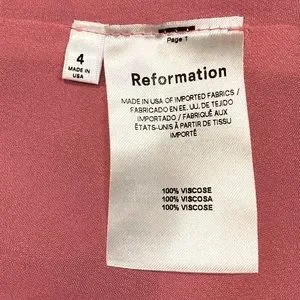 4
MADE IN
USA
Page 1
Reformation
MADE IN USA OF IMPORTED FABRICS /
FABRICADO EN EE. UU. DE TEJIDO
IMPORTADO / FABRIQUÉ AUX
ÉTATS-UNIS À PARTIR DE TISSU
IMPORTÉ
100% VISCOSE
100% VISCOSA
100% VISCOSE